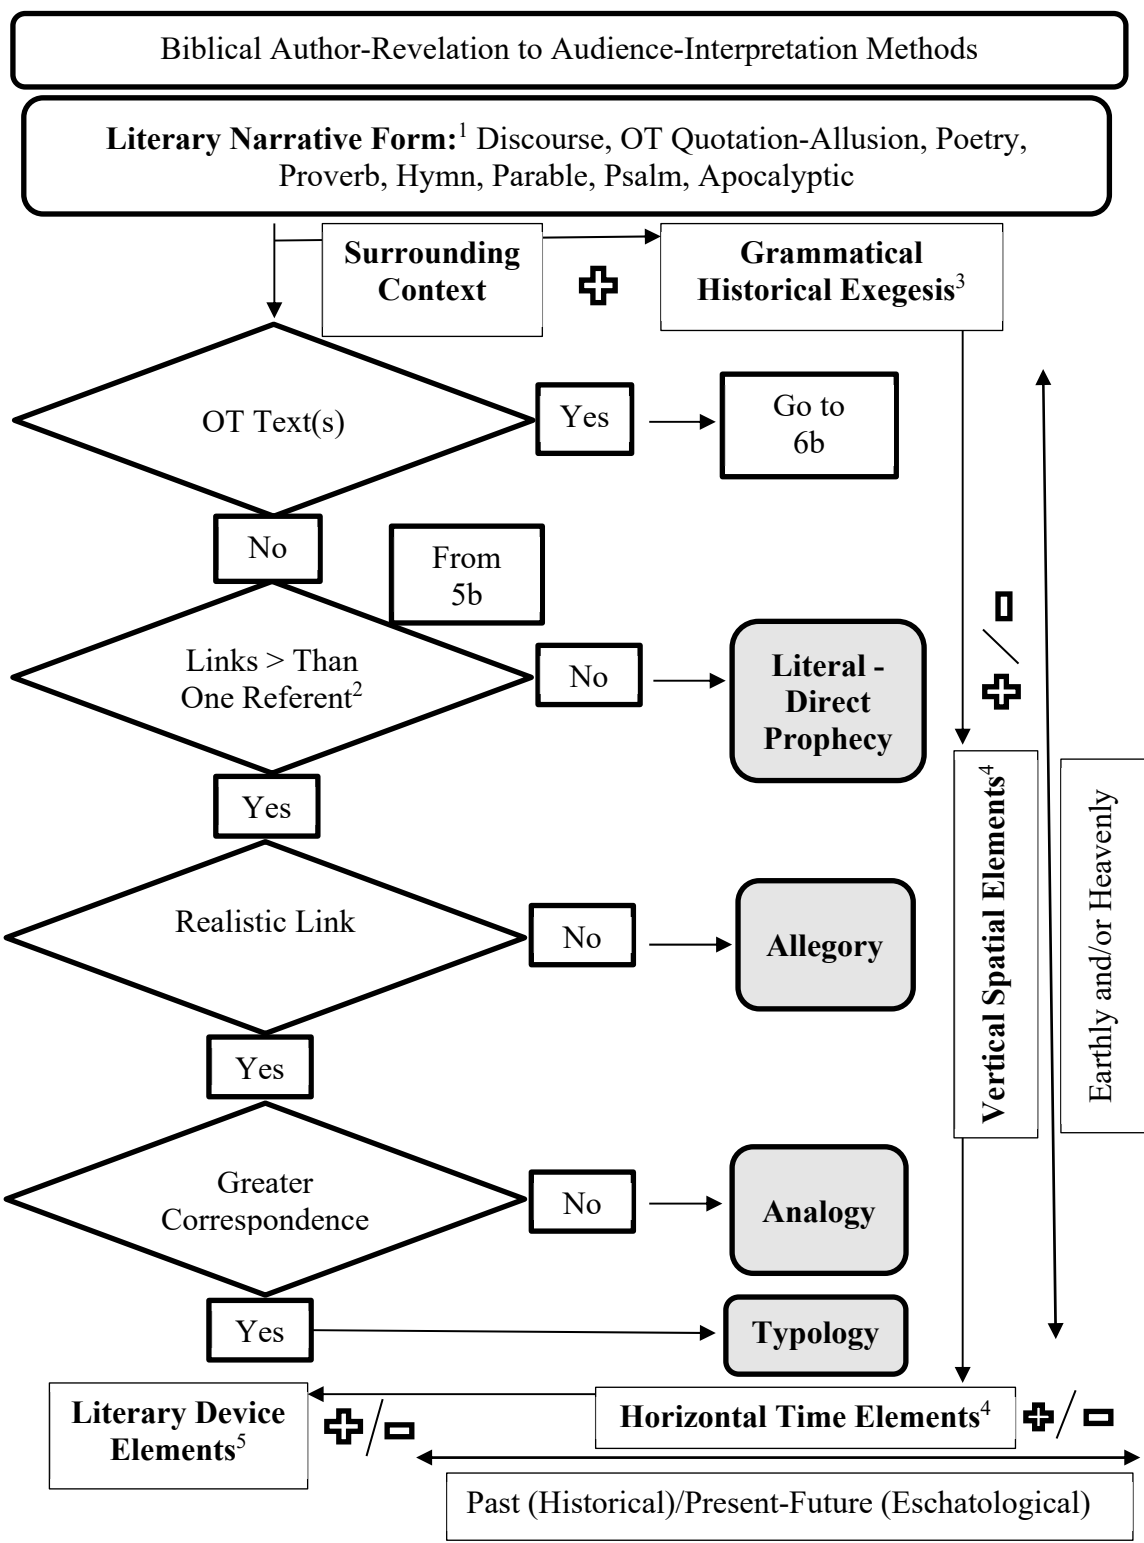 Biblical Author-Revelation to Audience-Interpretation Methods
Literary Narrative Form:¹ Discourse, OT Quotation-Allusion, Poetry,
Proverb, Hymn, Parable, Psalm, Apocalyptic
Surrounding
Context
Grammatical
Historical Exegesis³
OT Text(s)
Yes
Go to
6b
No
From
5b
Links > Than
One Referent²
No
Literal -
Direct
Prophecy
Yes
Realistic Link
No
Allegory
Vertical Spatial Elements⁴
Earthly and/or Heavenly
Yes
Greater
Correspondence
No
Analogy
Yes
Typology
Literary Device
Elements⁵
Horizontal Time Elements⁴
Past (Historical)/Present-Future (Eschatological)